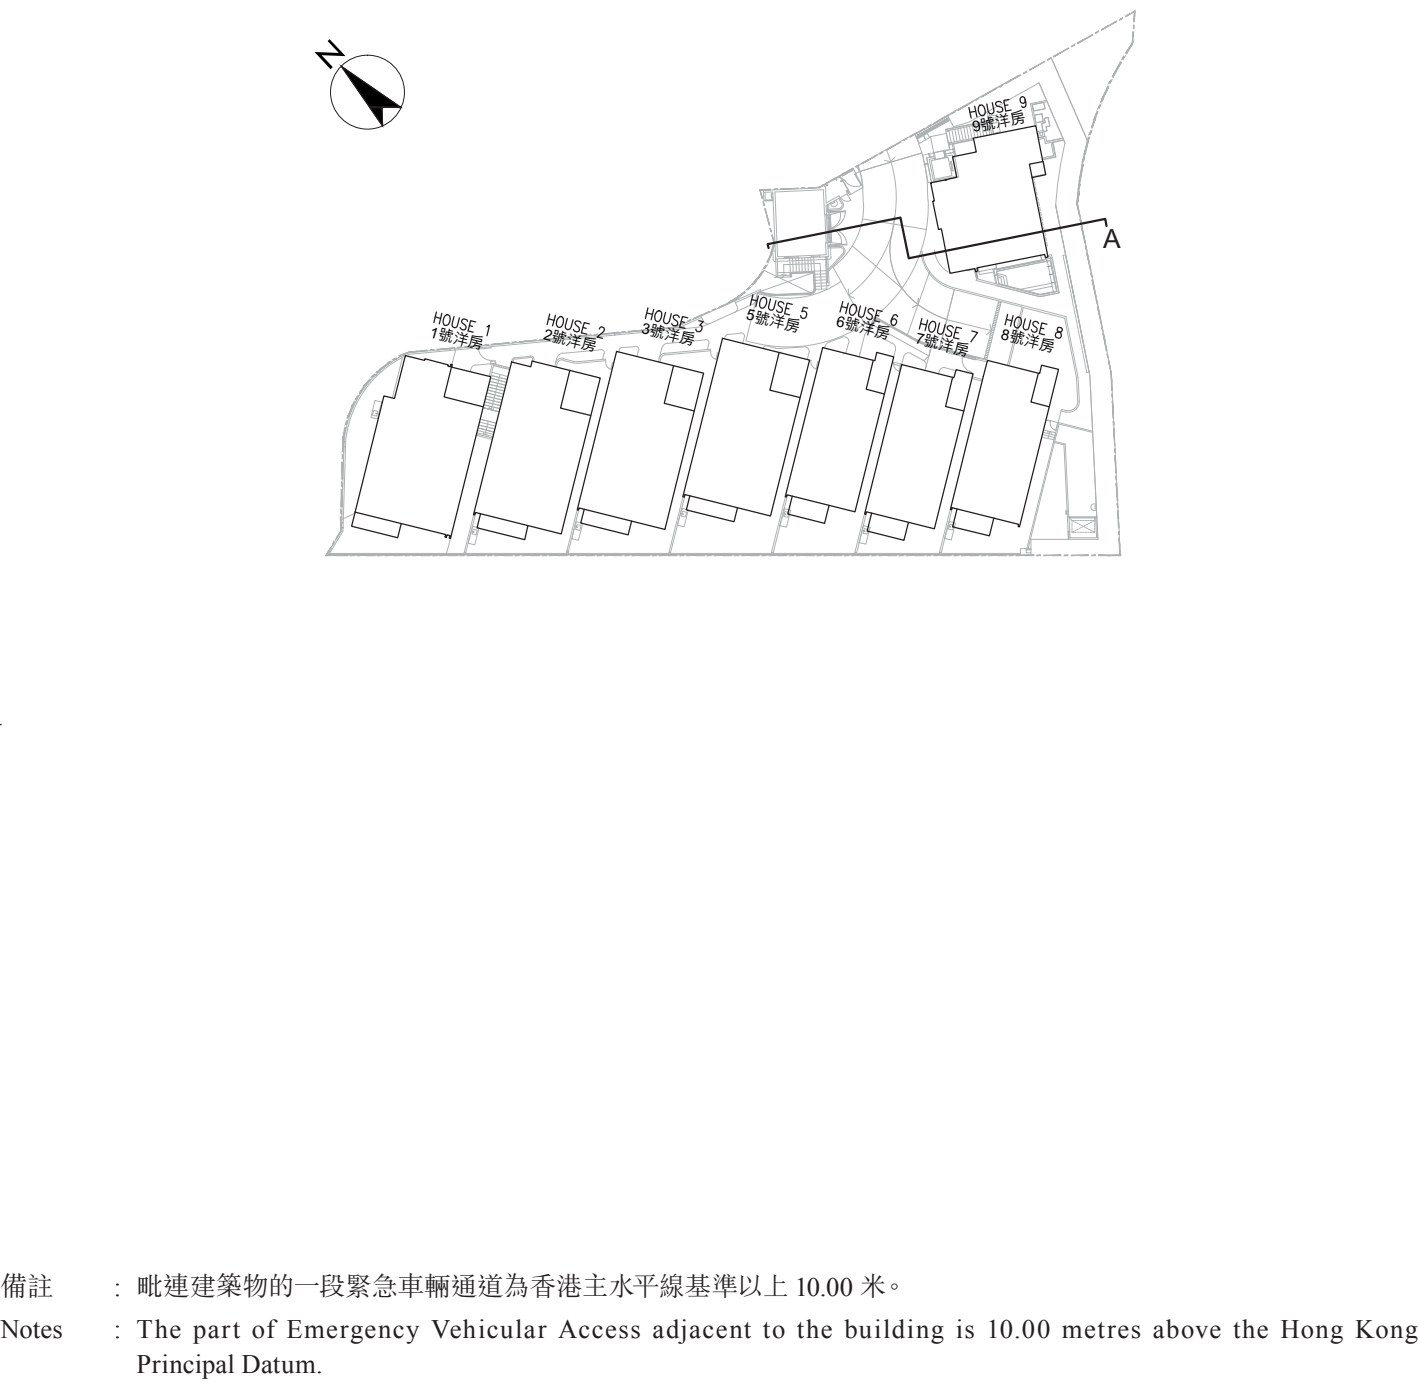 N
HOUSE 9
9號洋房
A
HOUSE 1
1號洋房
HOUSE 2
2號洋房
HOUSE 3
3號洋房
HOUSE 5
5號洋房
HOUSE 6
6號洋房
HOUSE 7
7號洋房
HOUSE 8
8號洋房
備註 : 毗連建築物的一段緊急車輛通道為香港主水平線基準以上 10.00 米。
Notes : The part of Emergency Vehicular Access adjacent to the building is 10.00 metres above the Hong Kong
Principal Datum.